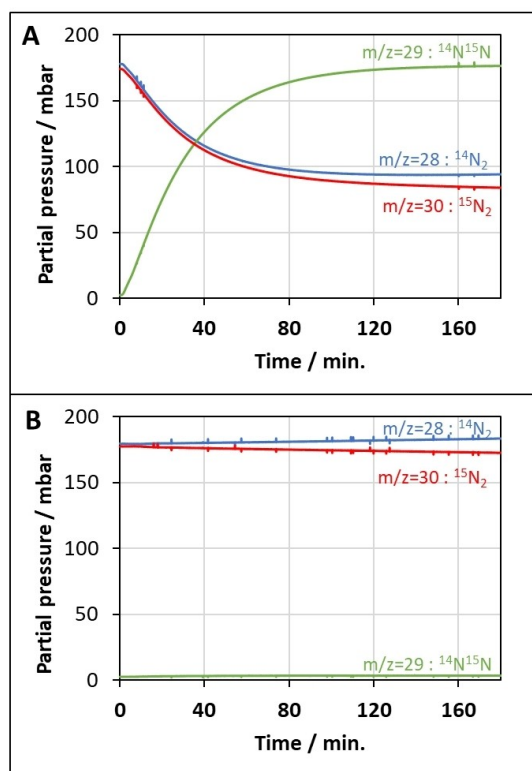 A
200
150
100
50
0
Partial pressure / mbar
m/z=29 : ¹⁴N¹⁵N
m/z=28 : ¹⁴N₂
m/z=30 : ¹⁵N₂
0 40 80 120 160
Time / min.
B
200
150
100
50
0
Partial pressure / mbar
m/z=28 : ¹⁴N₂
m/z=30 : ¹⁵N₂
m/z=29 : ¹⁴N¹⁵N
0 40 80 120 160
Time / min.